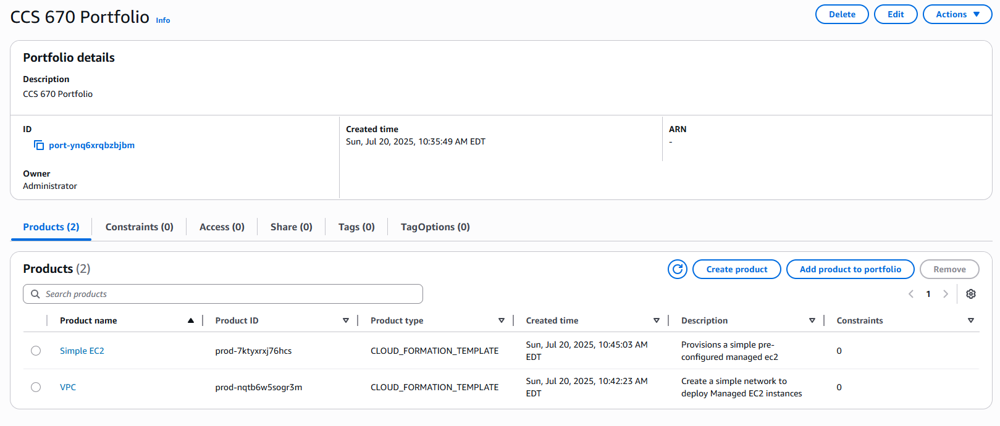 CCS 670 Portfolio Info
Delete Edit Actions
Portfolio details
Description
CCS 670 Portfolio
ID
port-ynq6xrqbzbjbm
Created time
Sun, Jul 20, 2025, 10:35:49 AM EDT
ARN
-
Owner
Administrator
Products (2) Constraints (0) Access (0) Share (0) Tags (0) TagOptions (0)
Products (2)
Create product Add product to portfolio Remove
Search products
1
Product name Product ID Product type Created time Description Constraints
Simple EC2 prod-7ktyxrxj76hcs CLOUD_FORMATION_TEMPLATE Sun, Jul 20, 2025, 10:45:03 AM Provisions a simple pre- 0
EDT configured managed ec2
VPC prod-nqtb6w5sogr3m CLOUD_FORMATION_TEMPLATE Sun, Jul 20, 2025, 10:42:23 AM Create a simple network to 0
EDT deploy Managed EC2 instances